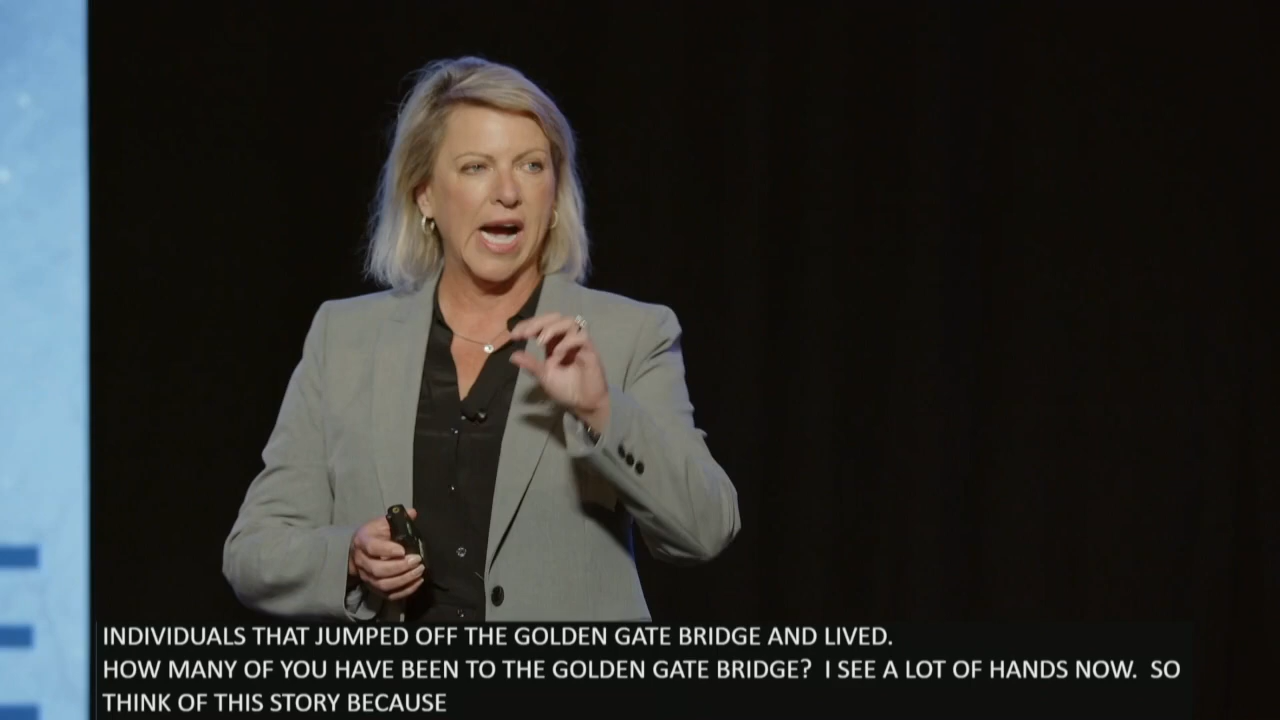 INDIVIDUALS THAT JUMPED OFF THE GOLDEN GATE BRIDGE AND LIVED.
HOW MANY OF YOU HAVE BEEN TO THE GOLDEN GATE BRIDGE?  I SEE A LOT OF HANDS NOW.  SO
THINK OF THIS STORY BECAUSE